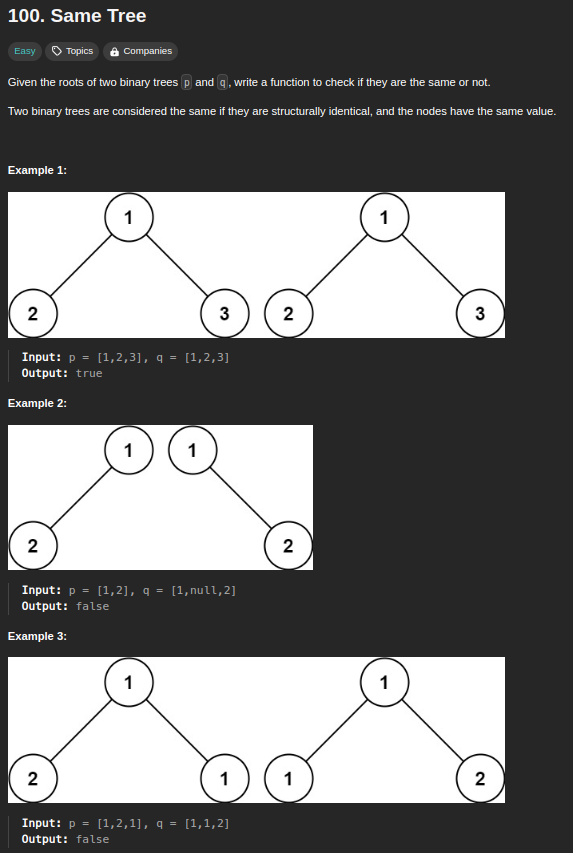 100. Same Tree
Easy Topics Companies
Given the roots of two binary trees p and q, write a function to check if they are the same or not.
Two binary trees are considered the same if they are structurally identical, and the nodes have the same value.
Example 1:
1 1
2 3 2 3
Input: p = [1,2,3], q = [1,2,3]
Output: true
Example 2:
1 1
2 2
Input: p = [1,2], q = [1,null,2]
Output: false
Example 3:
1 1
2 1 1 2
Input: p = [1,2,1], q = [1,1,2]
Output: false